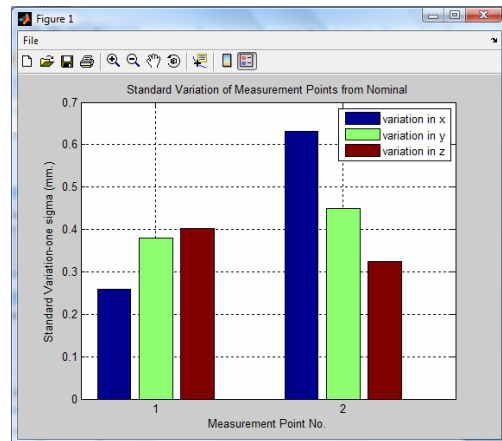 Figure 1
File
Standard Variation of Measurement Points from Nominal
variation in x
variation in y
variation in z
Standard Variation-one sigma (mm.)
0.7
0.6
0.5
0.4
0.3
0.2
0.1
0
1
2
Measurement Point No.